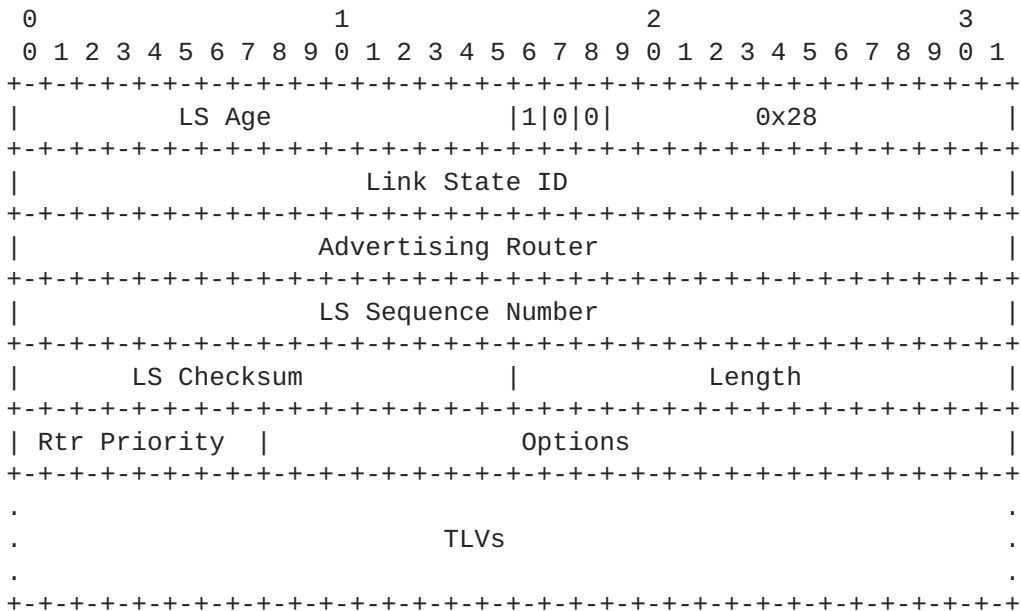 0                   1                   2                   3
 0 1 2 3 4 5 6 7 8 9 0 1 2 3 4 5 6 7 8 9 0 1 2 3 4 5 6 7 8 9 0 1
+-+-+-+-+-+-+-+-+-+-+-+-+-+-+-+-+-+-+-+-+-+-+-+-+-+-+-+-+-+-+-+-+
|          LS Age               |1|0|0|         0x28            |
+-+-+-+-+-+-+-+-+-+-+-+-+-+-+-+-+-+-+-+-+-+-+-+-+-+-+-+-+-+-+-+-+
|                      Link State ID                            |
+-+-+-+-+-+-+-+-+-+-+-+-+-+-+-+-+-+-+-+-+-+-+-+-+-+-+-+-+-+-+-+-+
|                   Advertising Router                          |
+-+-+-+-+-+-+-+-+-+-+-+-+-+-+-+-+-+-+-+-+-+-+-+-+-+-+-+-+-+-+-+-+
|                   LS Sequence Number                          |
+-+-+-+-+-+-+-+-+-+-+-+-+-+-+-+-+-+-+-+-+-+-+-+-+-+-+-+-+-+-+-+-+
|       LS Checksum             |            Length             |
+-+-+-+-+-+-+-+-+-+-+-+-+-+-+-+-+-+-+-+-+-+-+-+-+-+-+-+-+-+-+-+-+
| Rtr Priority  |                Options                        |
+-+-+-+-+-+-+-+-+-+-+-+-+-+-+-+-+-+-+-+-+-+-+-+-+-+-+-+-+-+-+-+-+
.                                                               .
.                           TLVs                                .
.                                                               .
+-+-+-+-+-+-+-+-+-+-+-+-+-+-+-+-+-+-+-+-+-+-+-+-+-+-+-+-+-+-+-+-+